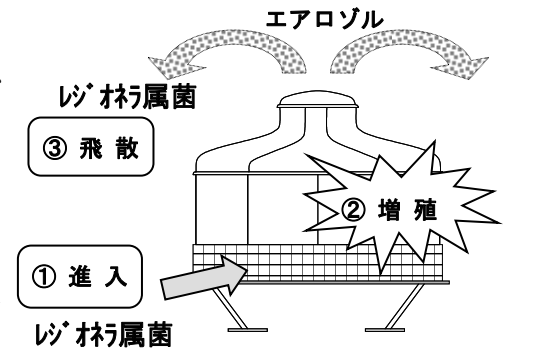 エアロゾル
ﾚｼﾞｵﾈﾗ属菌
③ 飛 散
② 増 殖
① 進 入
ﾚｼﾞｵﾈﾗ属菌